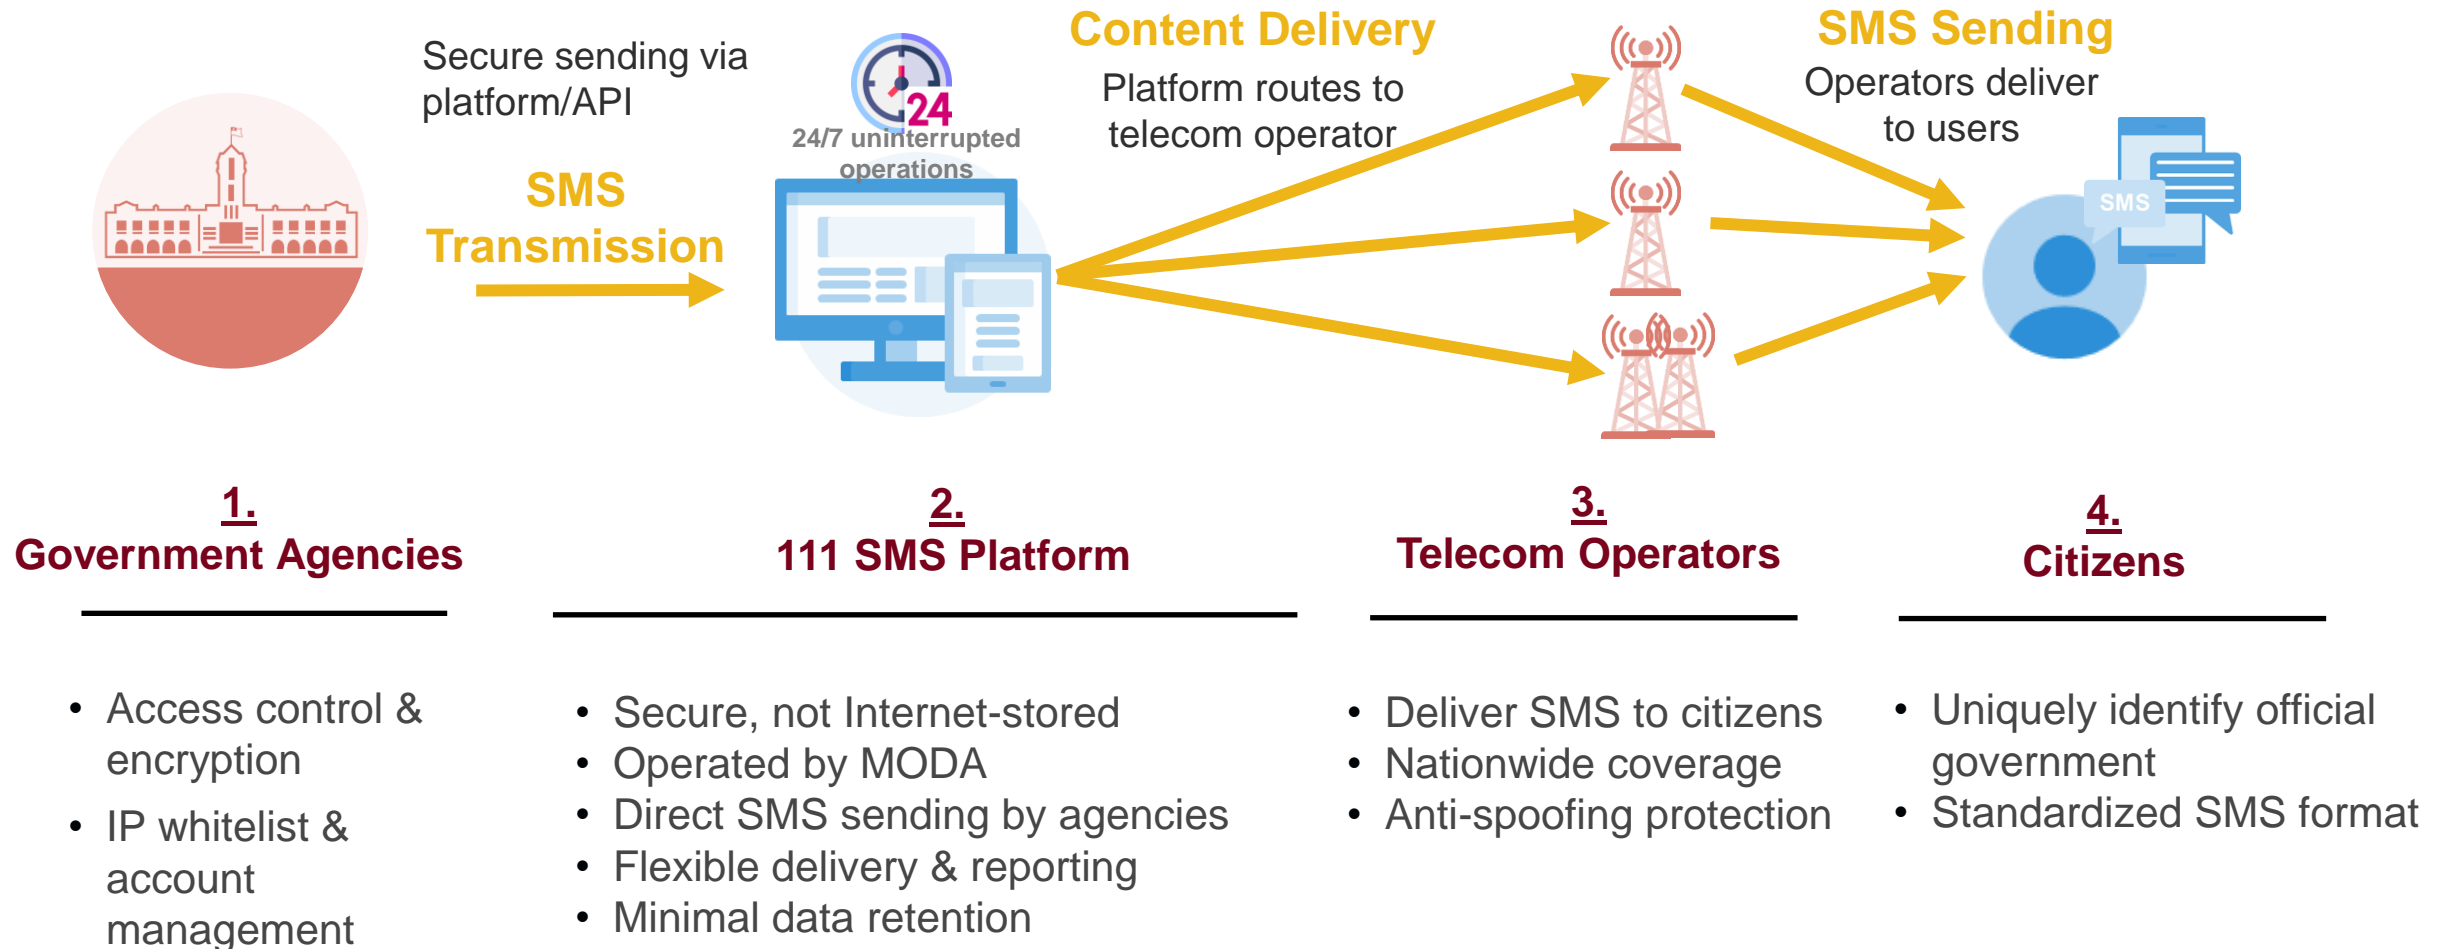 Secure sending via
platform/API
SMS
Transmission
24
24/7 uninterrupted
operations
Content Delivery
Platform routes to
telecom operator
SMS Sending
Operators deliver
to users
SMS
1.
Government Agencies
• Access control &
encryption
• IP whitelist &
account
management
2.
111 SMS Platform
• Secure, not Internet-stored
• Operated by MODA
• Direct SMS sending by agencies
• Flexible delivery & reporting
• Minimal data retention
3.
Telecom Operators
• Deliver SMS to citizens
• Nationwide coverage
• Anti-spoofing protection
4.
Citizens
• Uniquely identify official
government
• Standardized SMS format